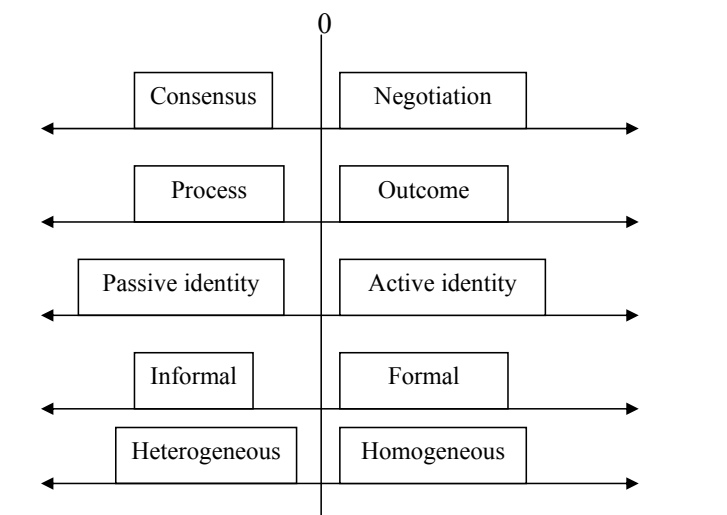 0
Consensus Negotiation
Process Outcome
Passive identity Active identity
Informal Formal
Heterogeneous Homogeneous